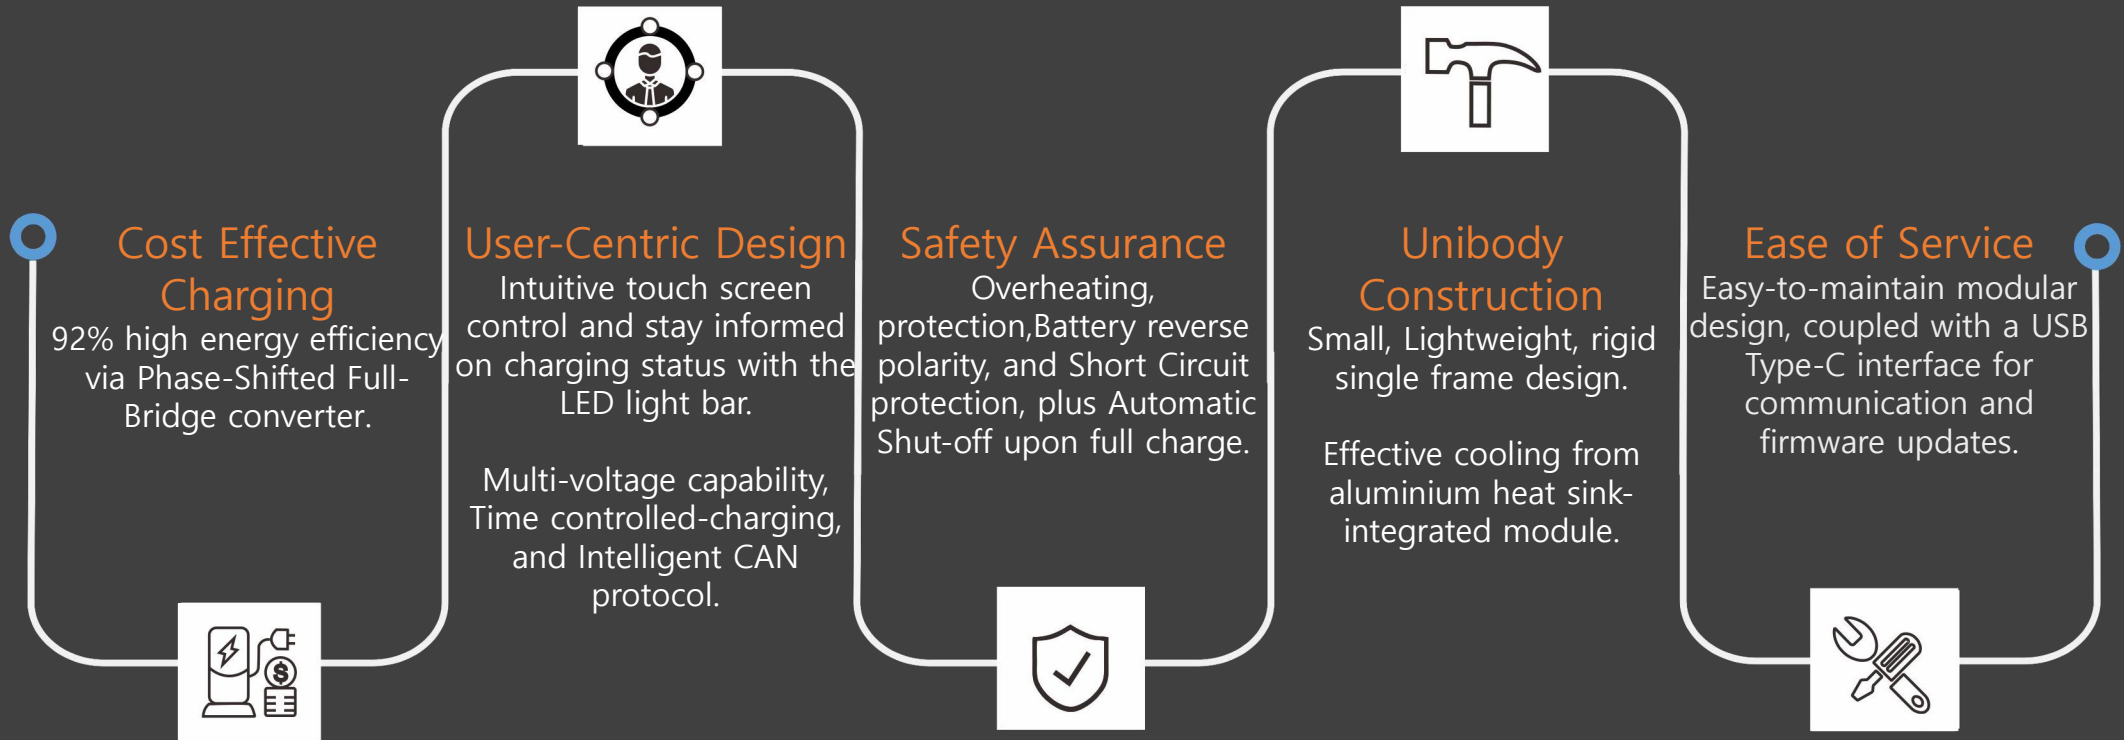 Cost Effective
Charging
92% high energy efficiency
via Phase-Shifted Full-
Bridge converter.
User-Centric Design
Intuitive touch screen
control and stay informed
on charging status with the
LED light bar.
Multi-voltage capability,
Time controlled-charging,
and Intelligent CAN
protocol.
Safety Assurance
Overheating,
protection,Battery reverse
polarity, and Short Circuit
protection, plus Automatic
Shut-off upon full charge.
Unibody
Construction
Small, Lightweight, rigid
single frame design.
Effective cooling from
aluminium heat sink-
integrated module.
Ease of Service
Easy-to-maintain modular
design, coupled with a USB
Type-C interface for
communication and
firmware updates.
$